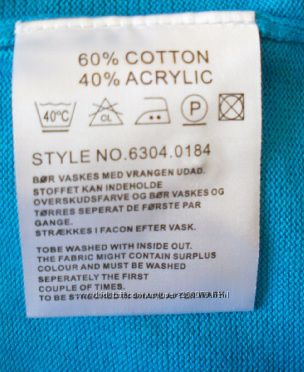 60% COTTON
40% ACRYLIC
40°C CL P
STYLE NO.6304.0184
BØR VASKES MED VRANGEN UDAD.
STOFFET KAN INDEHOLDE
OVERSKUDSFARVE OG BØR VASKES OG
TØRRES SEPERAT DE FØRSTE PAR
GANGE.
STRÆKKES I FACON EFTER VASK.
TOBE WASHED WITH INSIDE OUT.
THE FABRIC MIGHT CONTAIN SURPLUS
COLOUR AND MUST BE WASHED
SEPERATELY THE FIRST
COUPLE OF TIMES.
TO BE STRETCHED IN SHAPE AFTER WASH